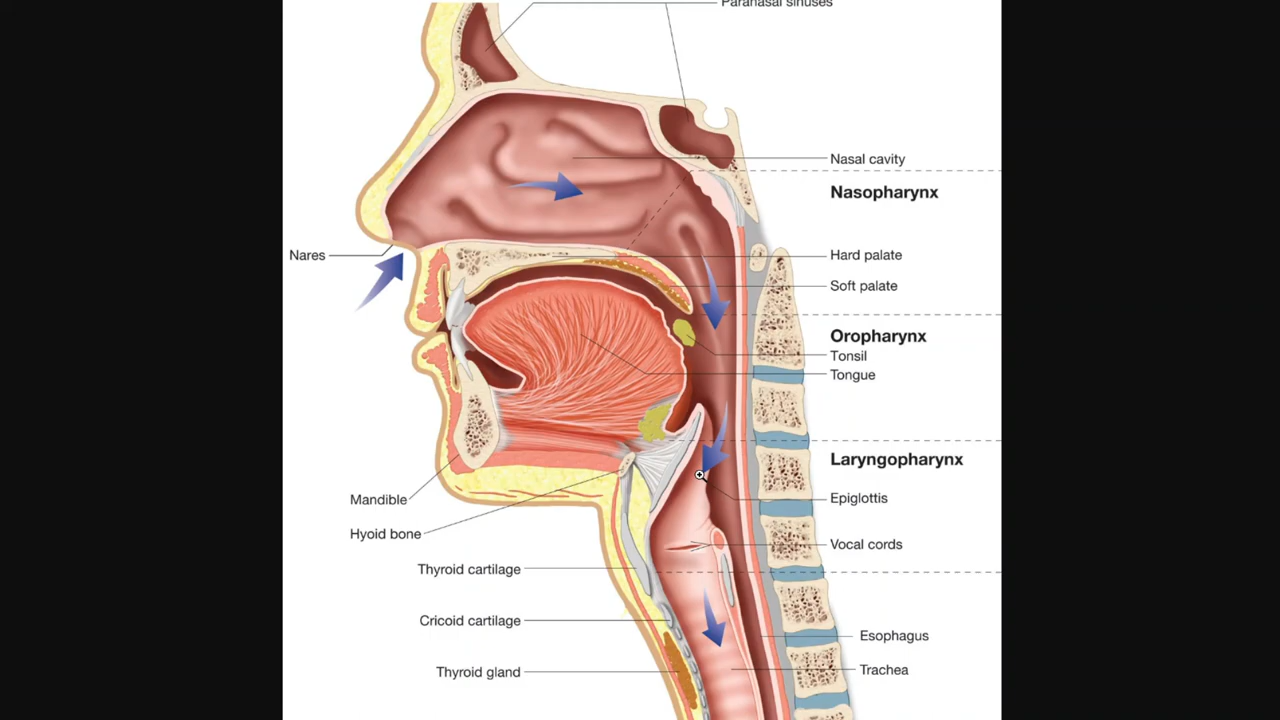 Paranasal sinuses
Nasal cavity
Nasopharynx
Nares
Hard palate
Soft palate
Oropharynx
Tonsil
Tongue
Laryngopharynx
Mandible
Epiglottis
Hyoid bone
Vocal cords
Thyroid cartilage
Cricoid cartilage
Esophagus
Thyroid gland
Trachea